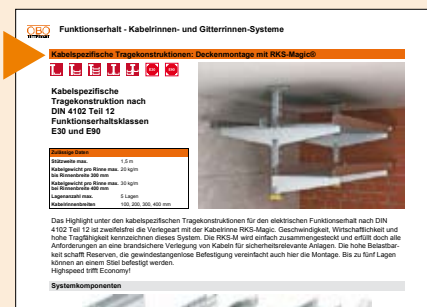 OBO
BETTERMANN
Funktionserhalt - Kabelrinnen- und Gitterrinnen-Systeme
Kabelspezifische Tragekonstruktionen: Deckenmontage mit RKS-Magic®
Kabelspezifische
Tragekonstruktion nach
DIN 4102 Teil 12
Funktionserhaltsklassen
E30 und E90
Zulässige Daten
Stützweite max. 1,5 m
Kabelgewicht pro Rinne max. 20 kg/m
bis Rinnenbreite 300 mm
Kabelgewicht pro Rinne max. 30 kg/m
bei Rinnenbreite 400 mm
Lagenanzahl max. 5 Lagen
Kabelrinnenbreiten 100, 200, 300, 400 mm
Das Highlight unter den kabelspezifischen Tragekonstruktionen für den elektrischen Funktionserhalt nach DIN
4102 Teil 12 ist zweifelsfrei die Verlegeart mit der Kabelrinne RKS-Magic. Geschwindigkeit, Wirtschaftlichkeit und
hohe Tragfähigkeit kennzeichnen dieses System. Die RKS-M wird einfach zusammengesteckt und erfüllt doch alle
Anforderungen an eine brandsichere Verlegung von Kabeln für sicherheitsrelevante Anlagen. Die hohe Belastbar-
keit schafft Reserven, die gewindestangenlose Befestigung vereinfacht auch hier die Montage. Bis zu fünf Lagen
können an einem Stiel befestigt werden.
Highspeed trifft Economy!
Systemkomponenten